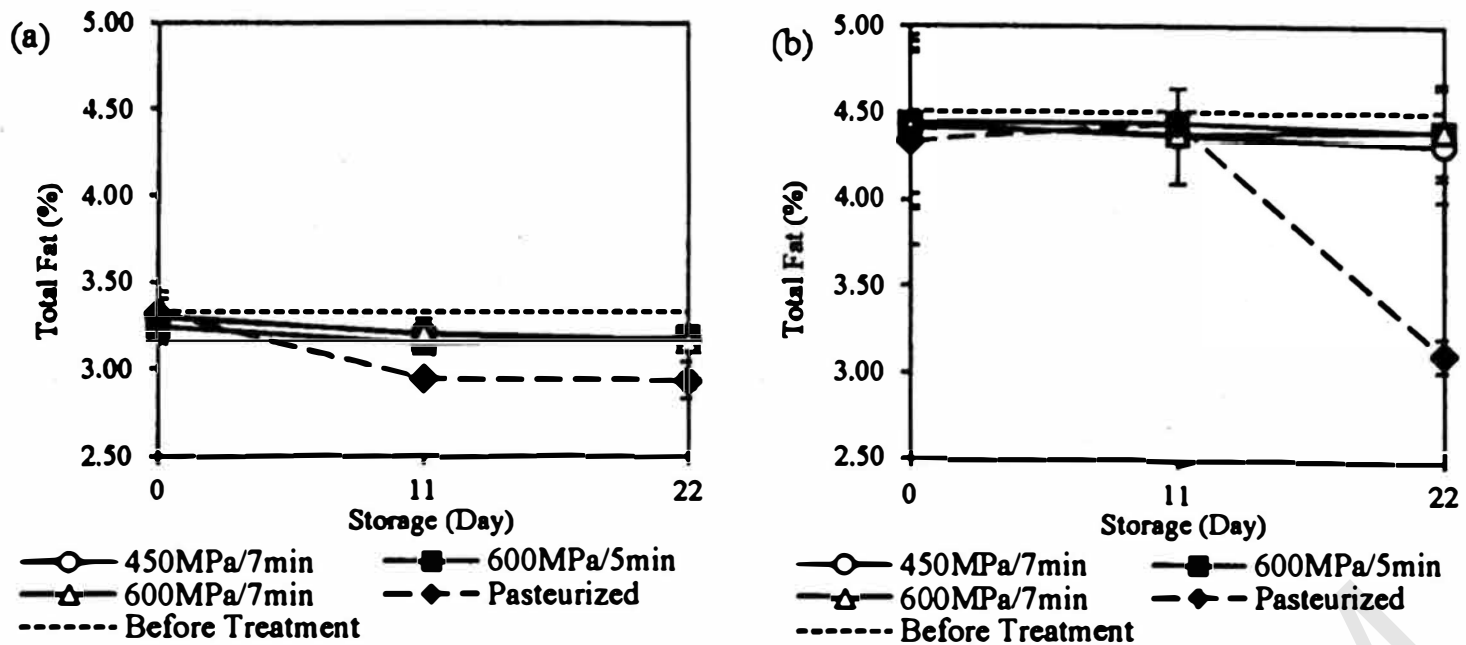 (a)
5.00
4.50
4.00
3.50
3.00
2.50
Total Fat (%)
0 11 22
Storage (Day)
450MPa/7min 600MPa/5min
600MPa/7min Pasteurized
Before Treatment
(b)
5.00
4.50
4.00
3.50
3.00
2.50
Total Fat (%)
0 11 22
Storage (Day)
450MPa/7min 600MPa/5min
600MPa/7min Pasteurized
Before Treatment